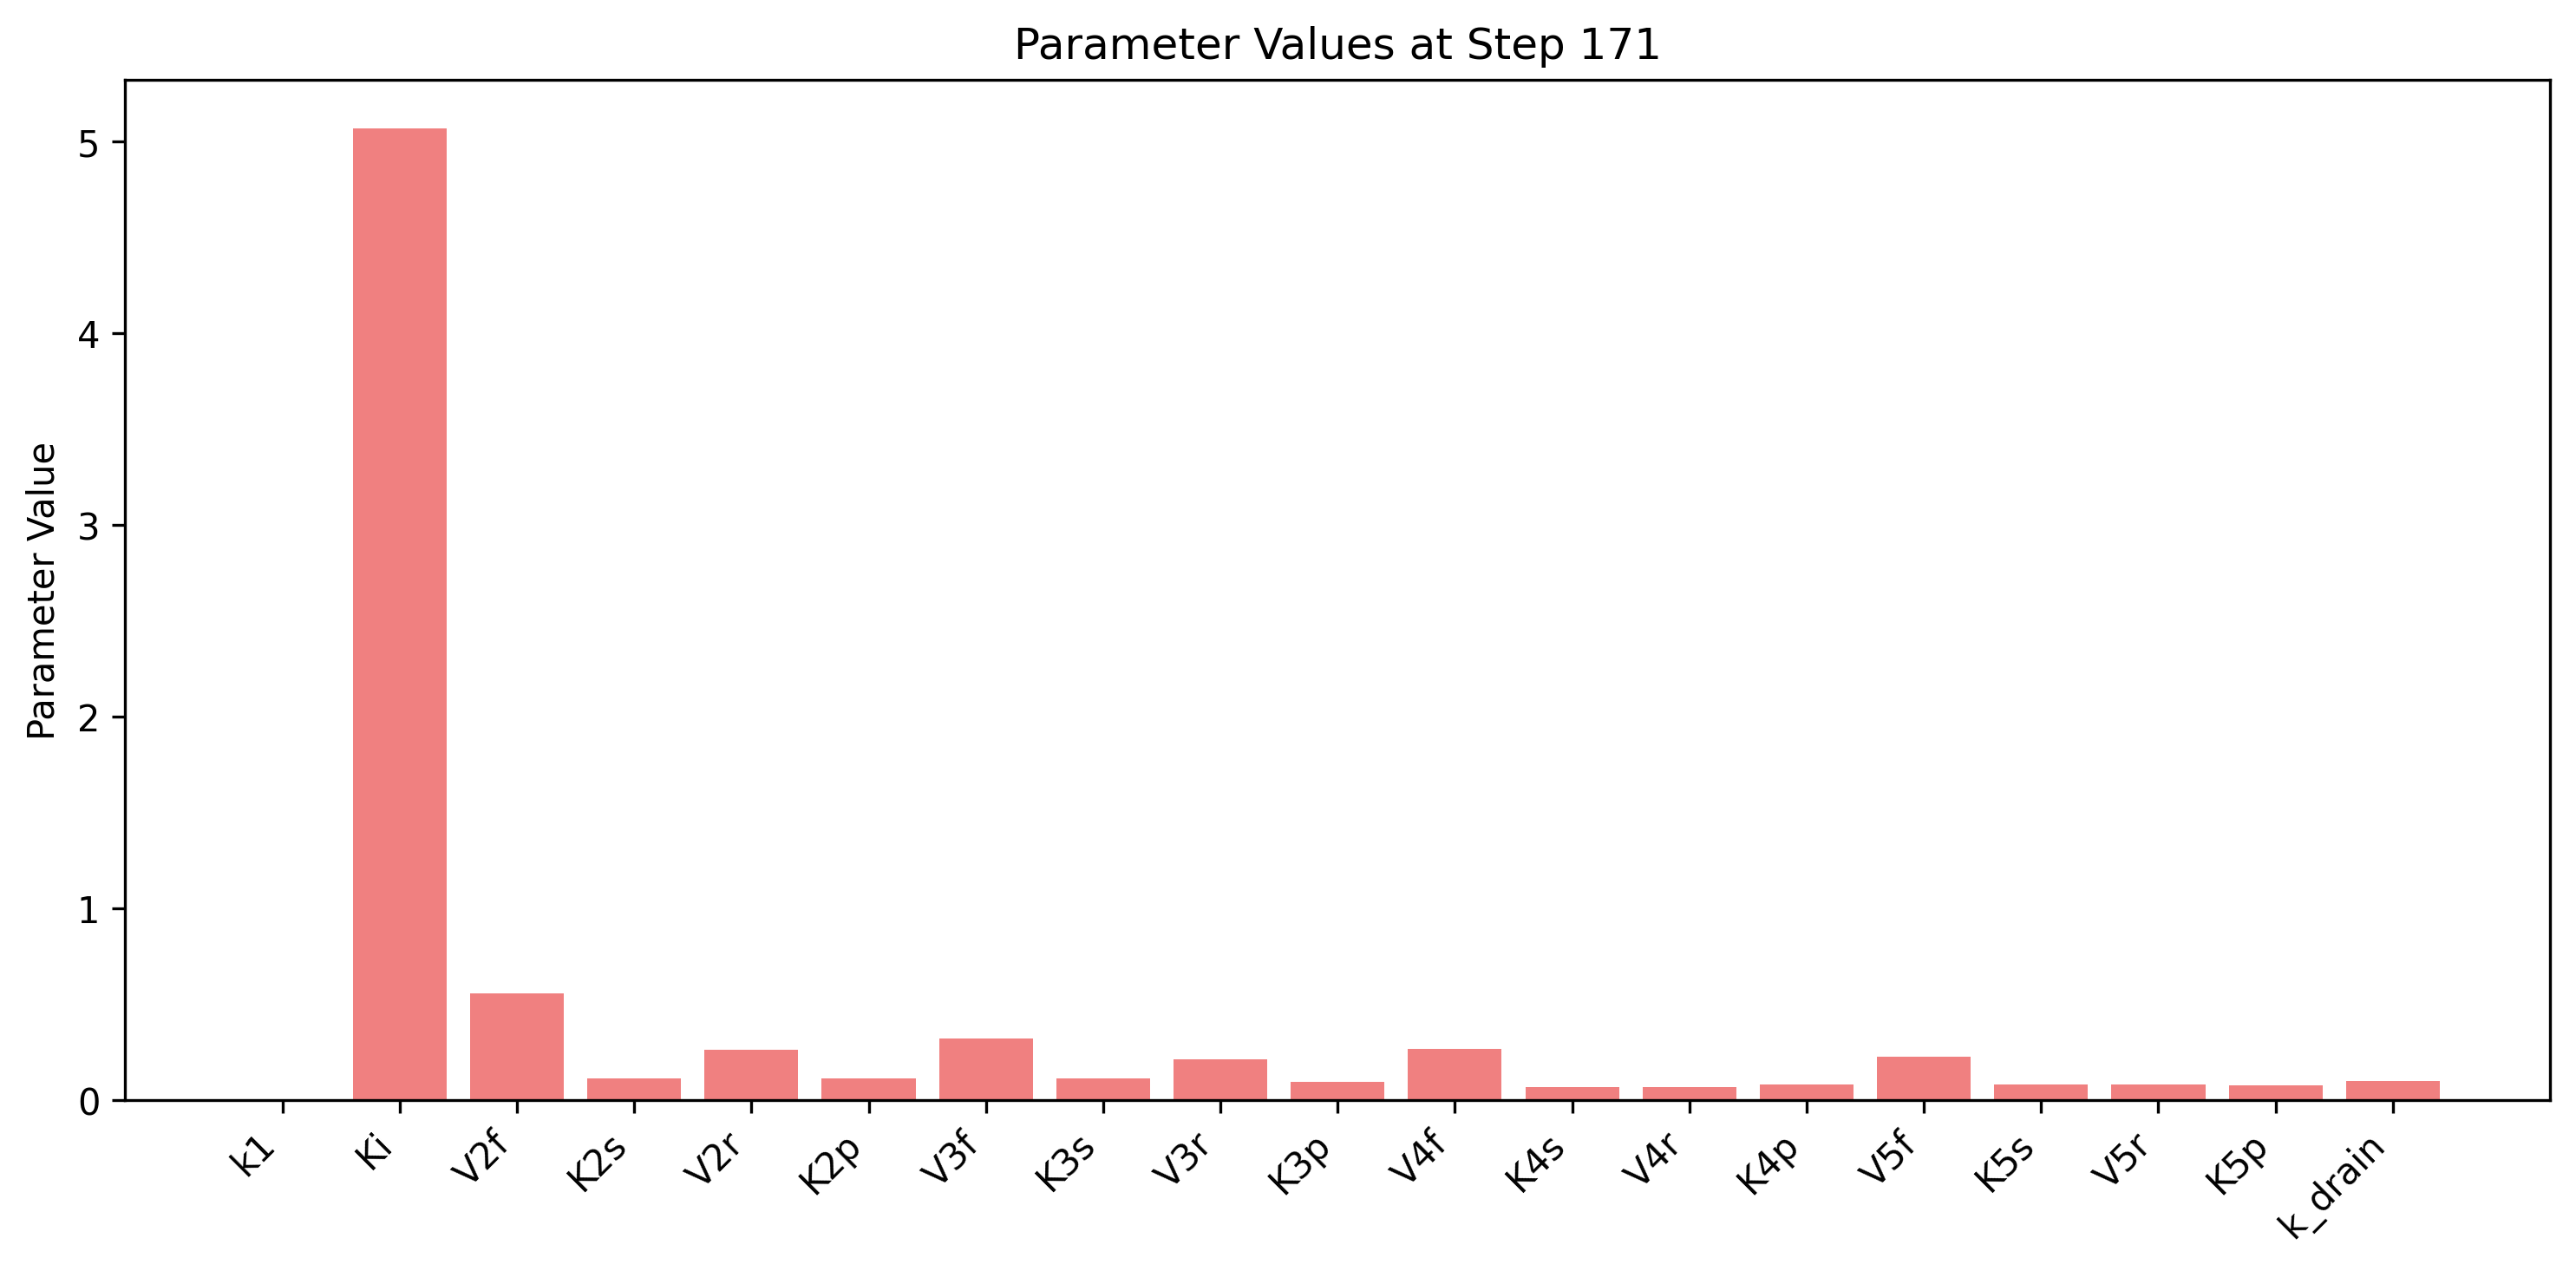 Parameter Values at Step 171
Parameter Value
5
4
3
2
1
0
k1
Ki
V2f
K2s
V2r
K2p
V3f
K3s
V3r
K3p
V4f
K4s
V4r
K4p
V5f
K5s
V5r
K5p
k_drain